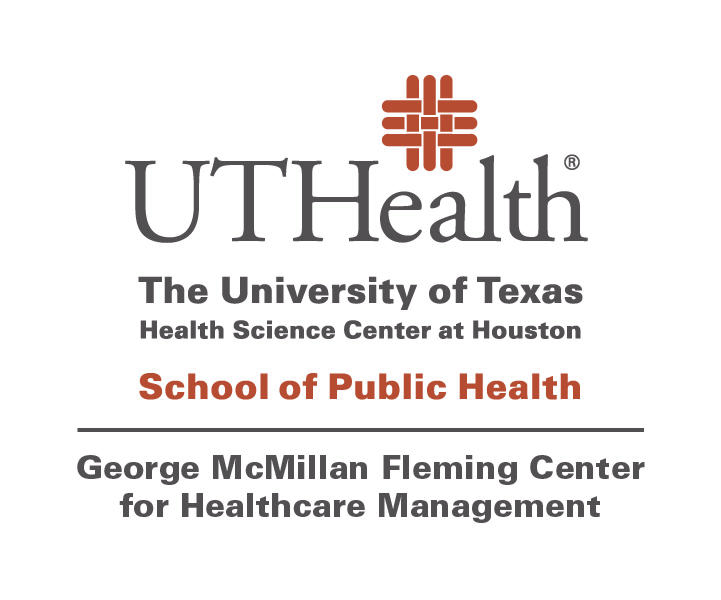 UTHealth®
The University of Texas
Health Science Center at Houston
School of Public Health
George McMillan Fleming Center
for Healthcare Management